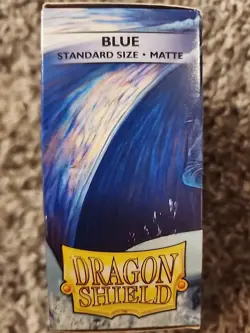 BLUE
STANDARD SIZE • MATTE
DRAGON
SHIELD